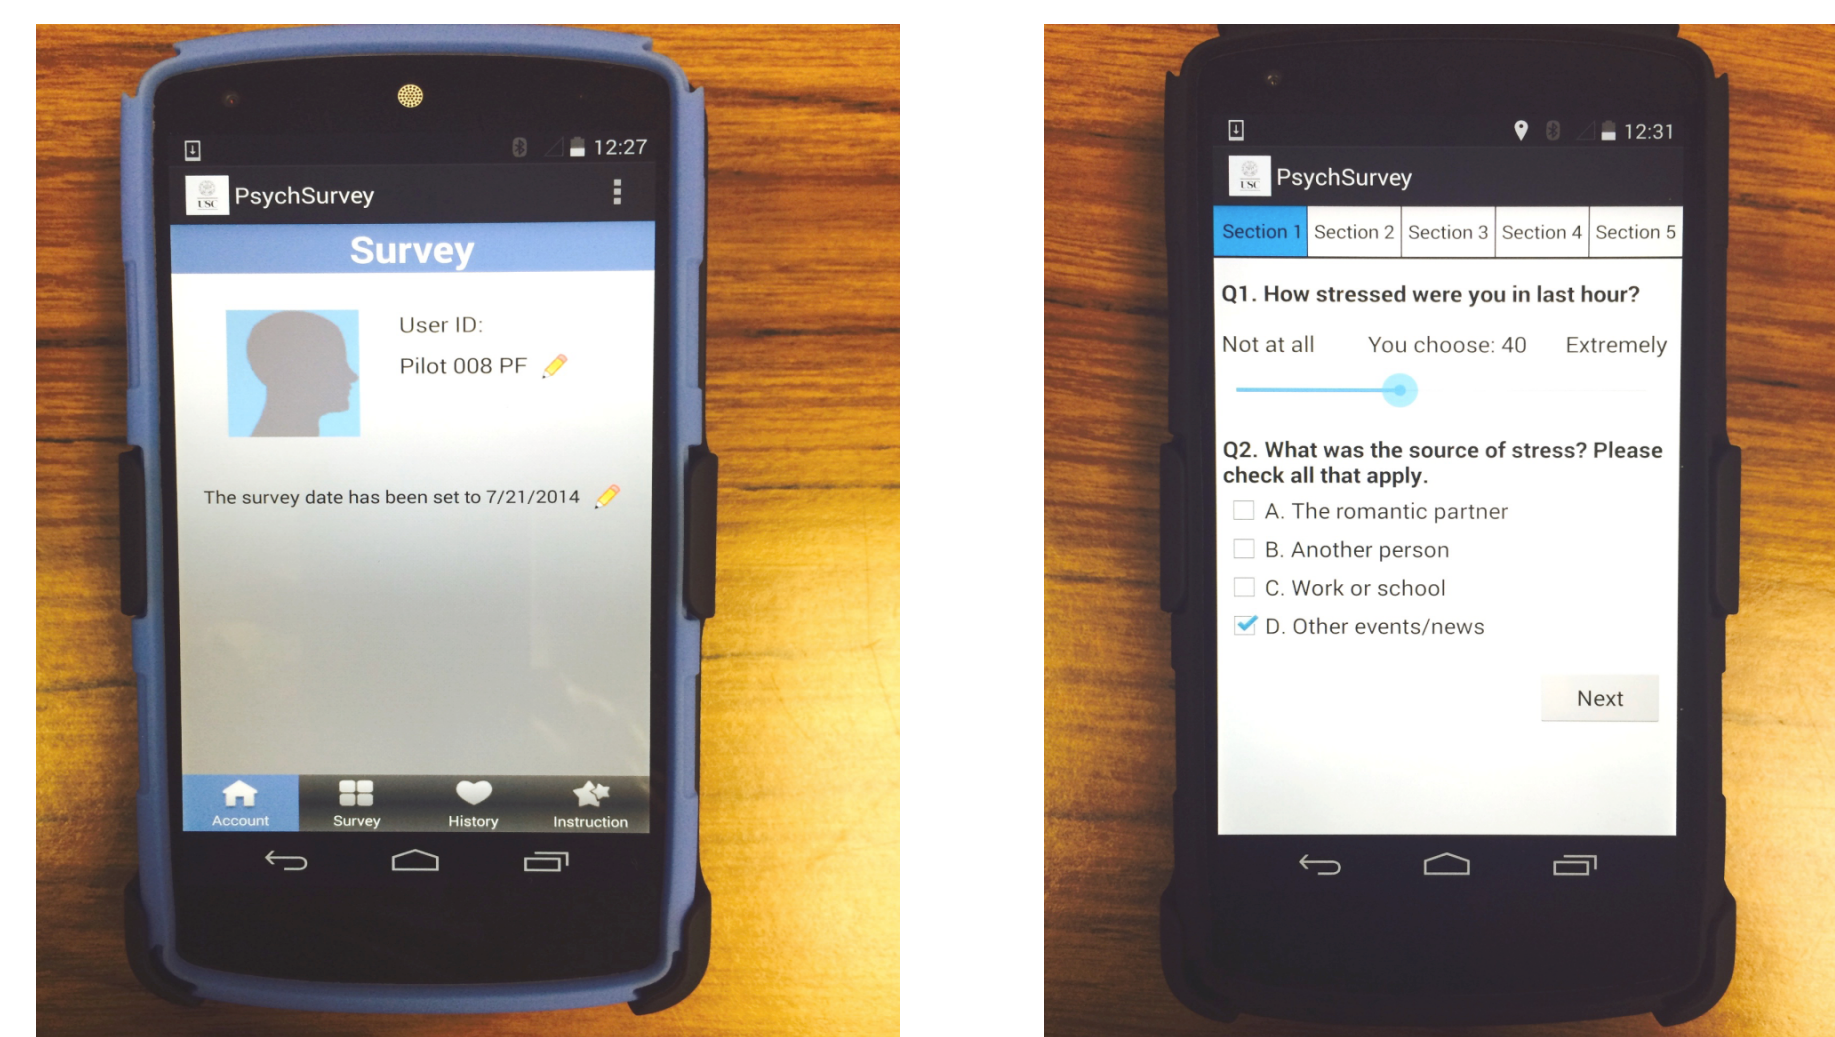 12:27
USC
PsychSurvey
Survey
User ID:
Pilot 008 PF
The survey date has been set to 7/21/2014
Account
Survey
History
Instruction
12:31
USC
PsychSurvey
Section 1
Section 2
Section 3
Section 4
Section 5
Q1. How stressed were you in last hour?
Not at all
You choose: 40
Extremely
Q2. What was the source of stress? Please
check all that apply.
A. The romantic partner
B. Another person
C. Work or school
D. Other events/news
Next